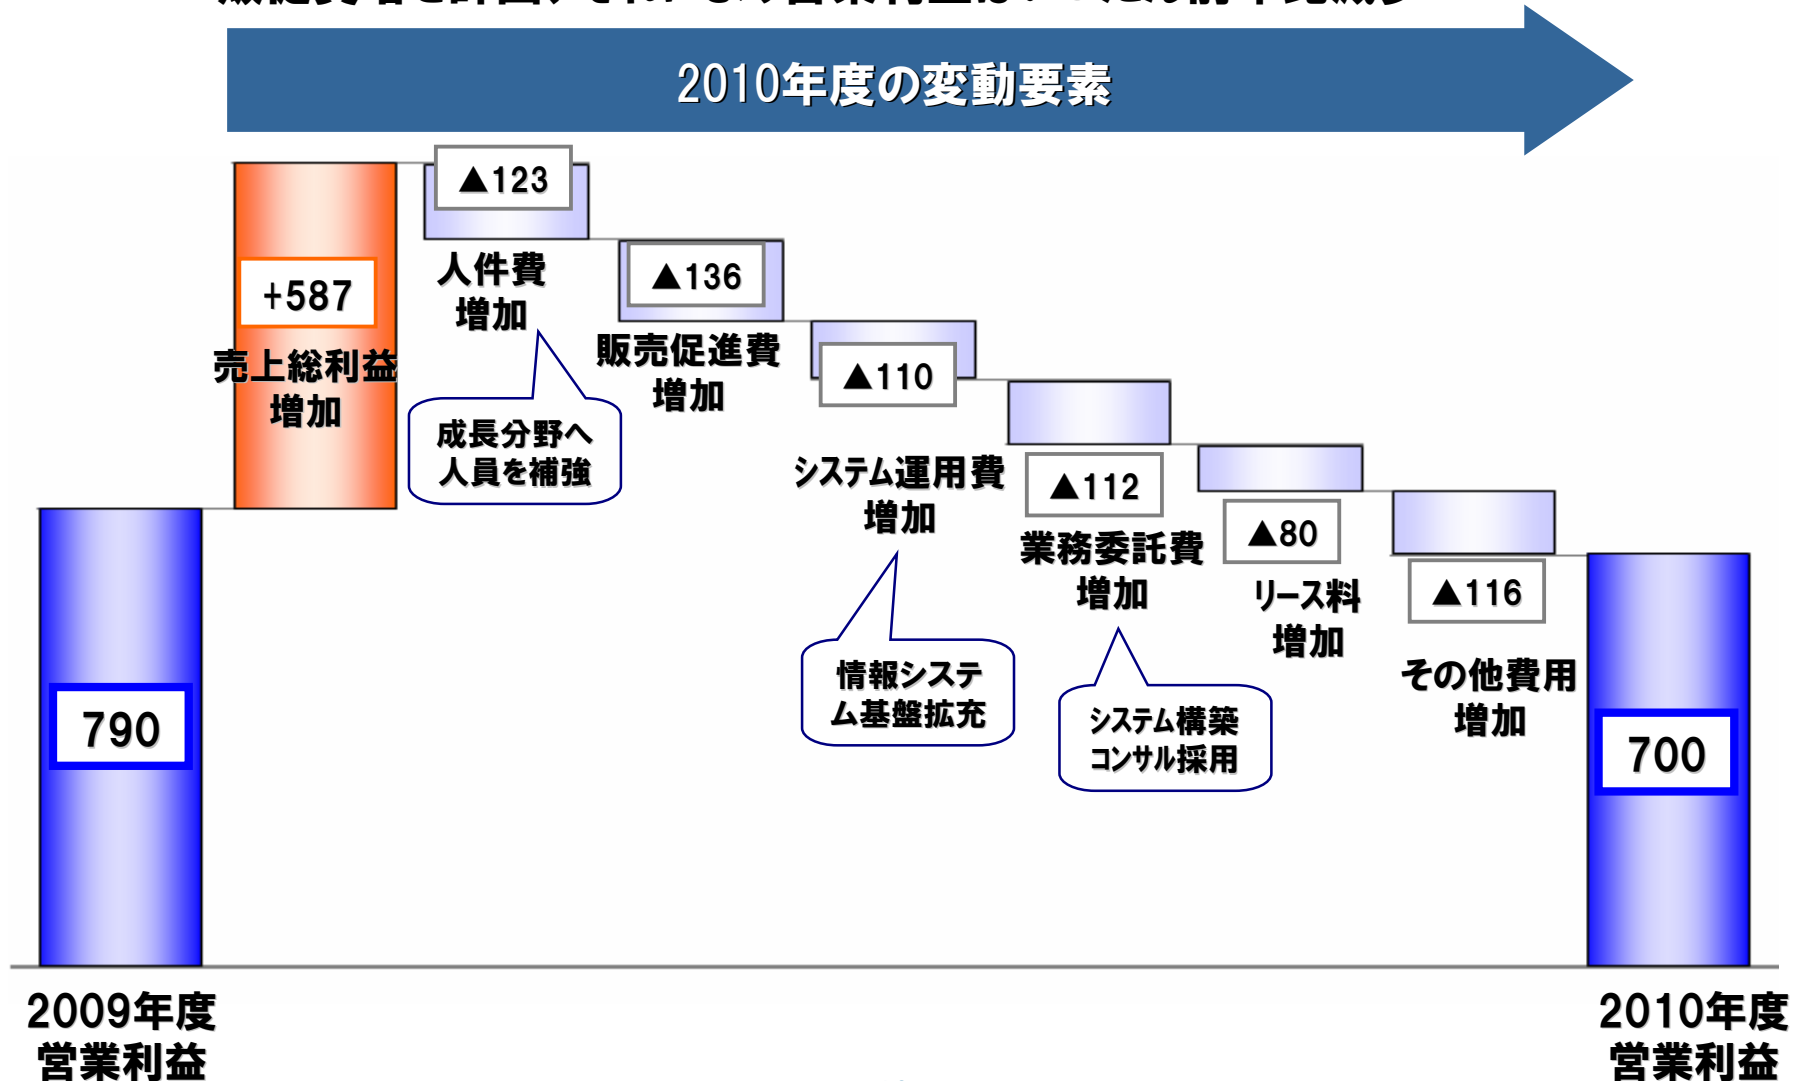 2010年度の変動要素
▲123
人件費
増加
▲136
販売促進費
増加
+587
売上総利益
増加
▲110
システム運用費
増加
成長分野へ
人員を補強
▲112
業務委託費
増加
▲80
リース料
増加
▲116
その他費用
増加
情報システ
ム基盤拡充
システム構築
コンサル採用
790
700
2009年度
営業利益
2010年度
営業利益